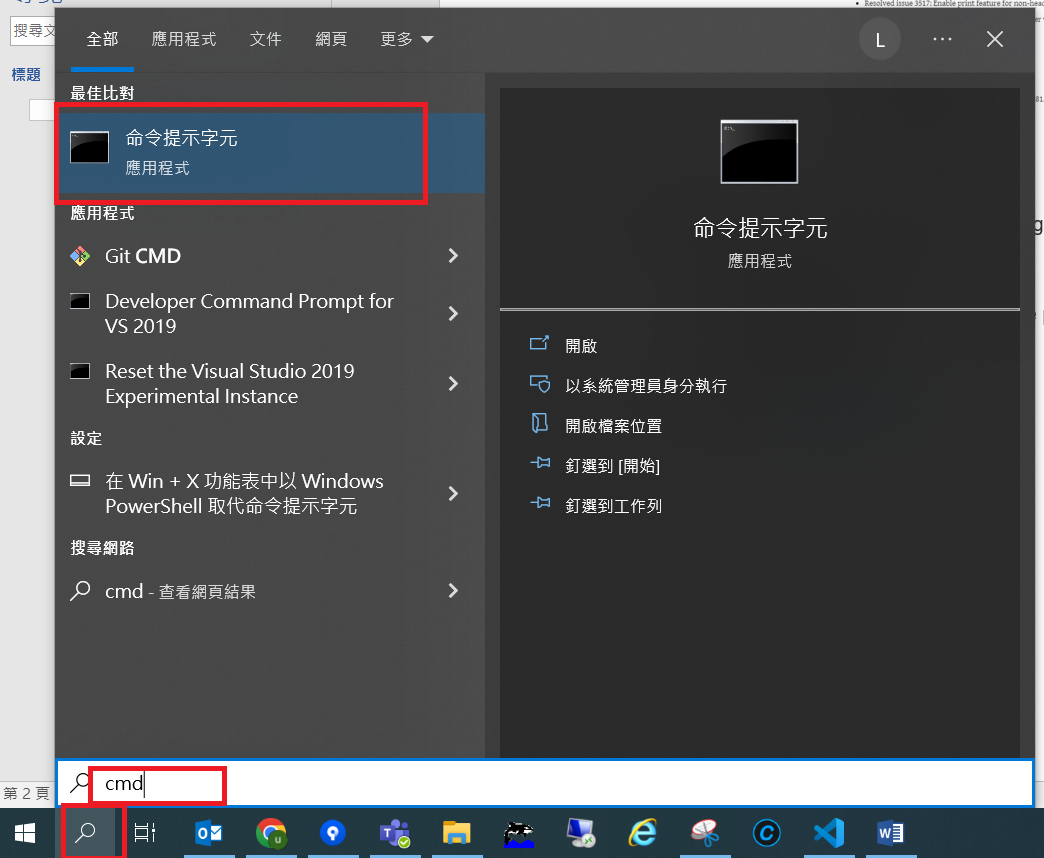 Resolved issue 3517: Enable print feature for non-head
搜尋文
標題
全部 應用程式 文件 網頁 更多
L
最佳比對
命令提示字元
應用程式
應用程式
Git CMD
Developer Command Prompt for
VS 2019
Reset the Visual Studio 2019
Experimental Instance
設定
在 Win + X 功能表中以 Windows
PowerShell 取代命令提示字元
搜尋網路
cmd - 查看網頁結果
命令提示字元
應用程式
開啟
以系統管理員身分執行
開啟檔案位置
釘選到 [開始]
釘選到工作列
cmd
第 2 頁